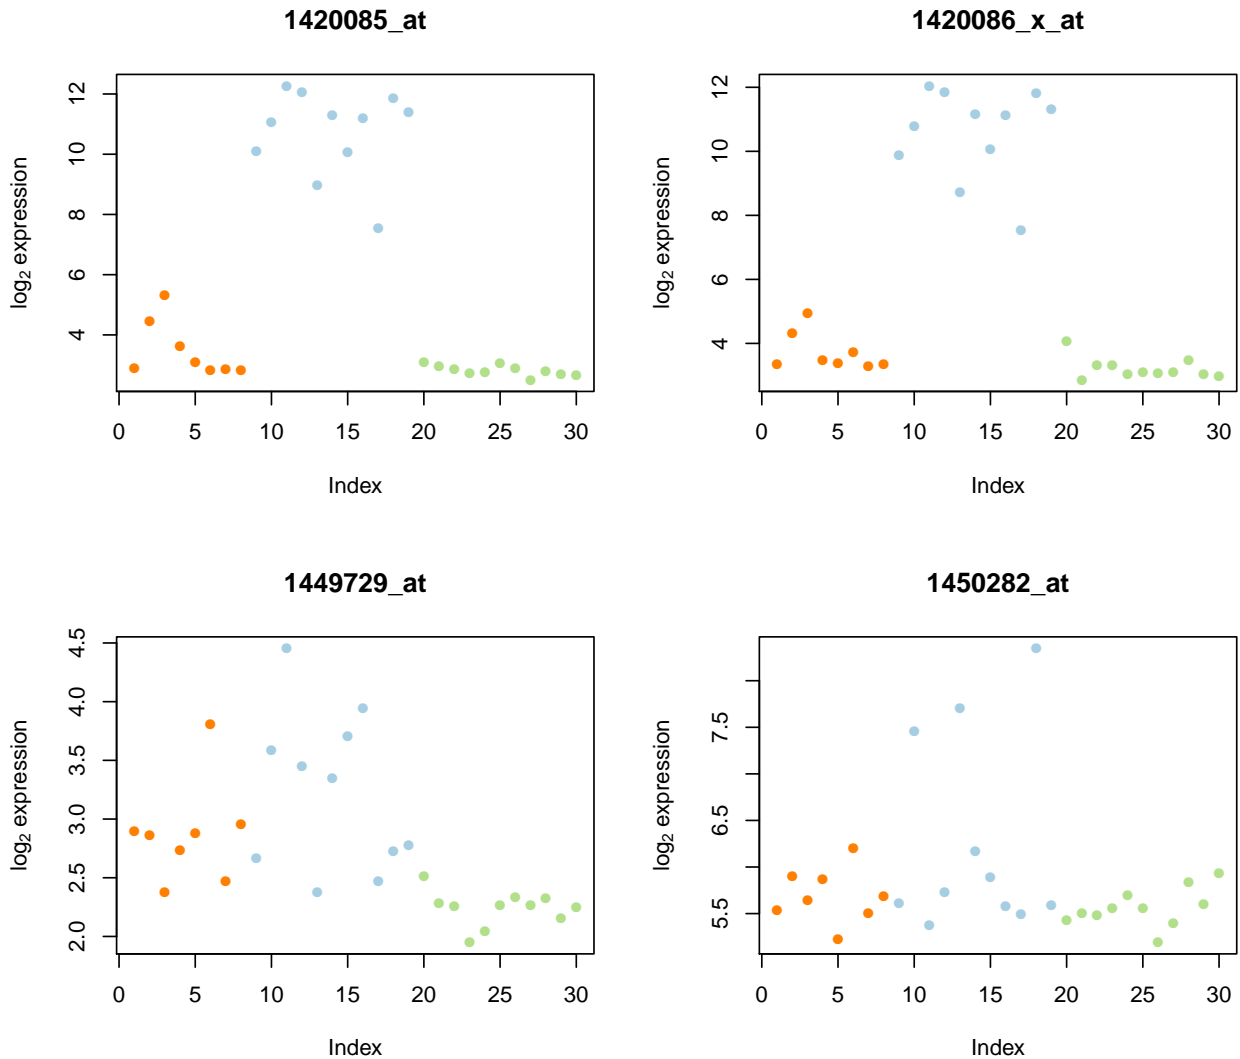 1420085_at
log2 expression
12
10
8
6
4
0 5 10 15 20 25 30
Index
1420086_x_at
log2 expression
12
10
8
6
4
0 5 10 15 20 25 30
Index
1449729_at
log2 expression
4.5
4.0
3.5
3.0
2.5
2.0
0 5 10 15 20 25 30
Index
1450282_at
log2 expression
7.5
6.5
5.5
0 5 10 15 20 25 30
Index